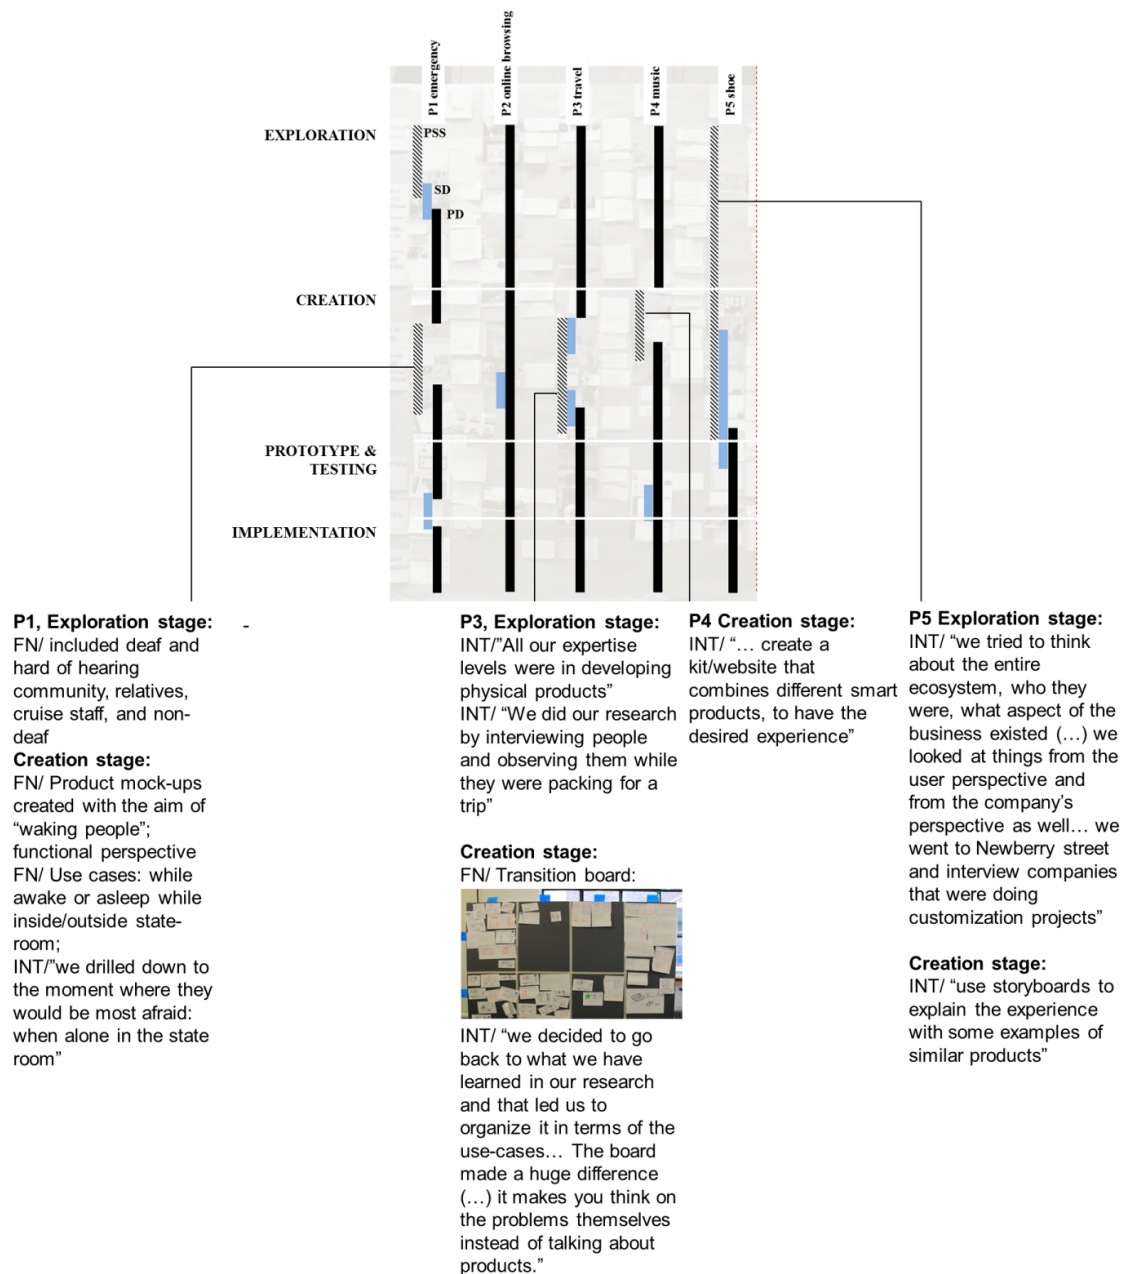 P1 emergency
P2 online browsing
P3 travel
P4 music
P5 shoe
EXPLORATION
PSS
SD
PD
CREATION
PROTOTYPE &
TESTING
IMPLEMENTATION
P1, Exploration stage:
FN/ included deaf and
hard of hearing
community, relatives,
cruise staff, and non-
deaf
Creation stage:
FN/ Product mock-ups
created with the aim of
“waking people”;
functional perspective
FN/ Use cases: while
awake or asleep while
inside/outside state-
room;
INT/”we drilled down to
the moment where they
would be most afraid:
when alone in the state
room”
-
P3, Exploration stage:
INT/”All our expertise
levels were in developing
physical products”
INT/ “We did our research
by interviewing people
and observing them while
they were packing for a
trip”
Creation stage:
FN/ Transition board:
INT/ “we decided to go
back to what we have
learned in our research
and that led us to
organize it in terms of the
use-cases… The board
made a huge difference
(…) it makes you think on
the problems themselves
instead of talking about
products.”
P4 Creation stage:
INT/ “… create a
kit/website that
combines different smart
products, to have the
desired experience”
P5 Exploration stage:
INT/ “we tried to think
about the entire
ecosystem, who they
were, what aspect of the
business existed (…) we
looked at things from the
user perspective and
from the company’s
perspective as well… we
went to Newberry street
and interview companies
that were doing
customization projects”
Creation stage:
INT/ “use storyboards to
explain the experience
with some examples of
similar products”